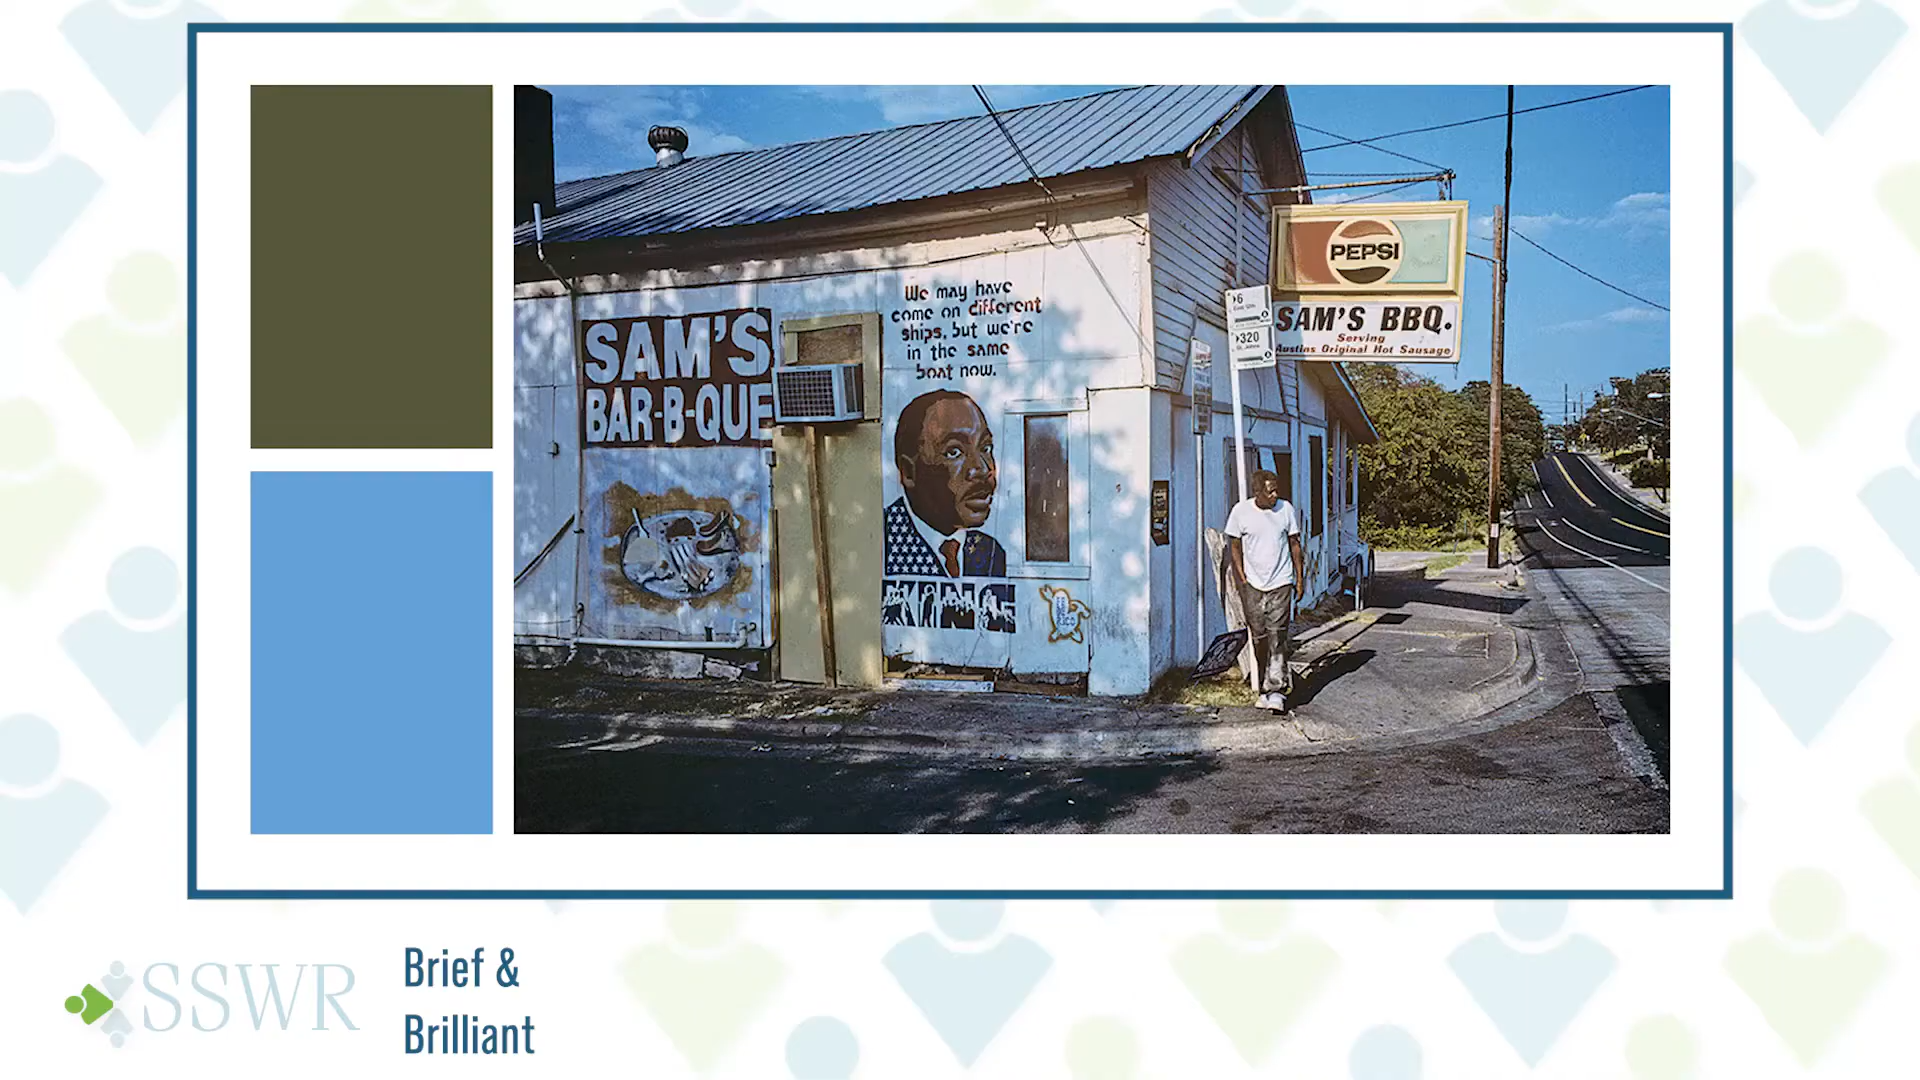 SAM'S
BAR-B-QUE
We may have
come on different
ships, but we're
in the same
boat now.
KING
PEPSI
SAM'S BBQ.
Serving
Austins Original Hot Sausage
6
320
SSWR
Brief &
Brilliant